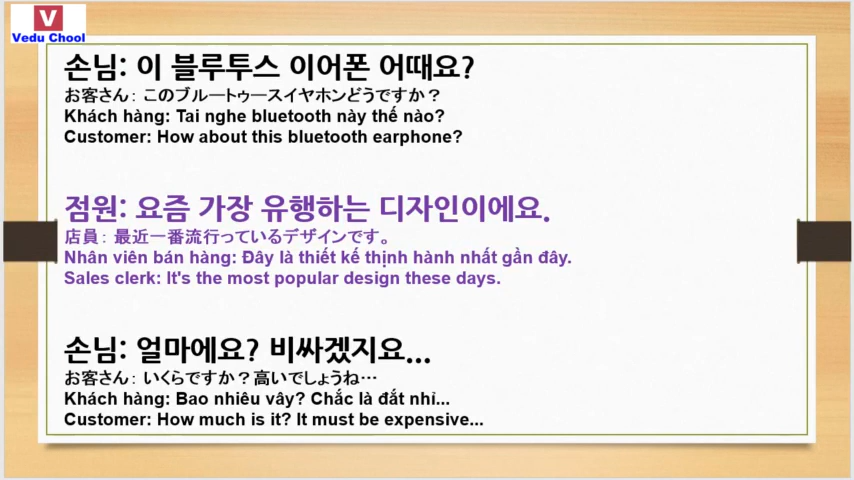 V
Vedu Chool
손님: 이 블루투스 이어폰 어때요?
お客さん: このブルートゥースイヤホンどうですか？
Khách hàng: Tai nghe bluetooth này thế nào?
Customer: How about this bluetooth earphone?
점원: 요즘 가장 유행하는 디자인이에요.
店員: 最近一番流行っているデザインです。
Nhân viên bán hàng: Đây là thiết kế thịnh hành nhất gần đây.
Sales clerk: It's the most popular design these days.
손님: 얼마에요? 비싸겠지요...
お客さん: いくらですか？高いでしょうね…
Khách hàng: Bao nhiêu vậy? Chắc là đắt nhỉ...
Customer: How much is it? It must be expensive...